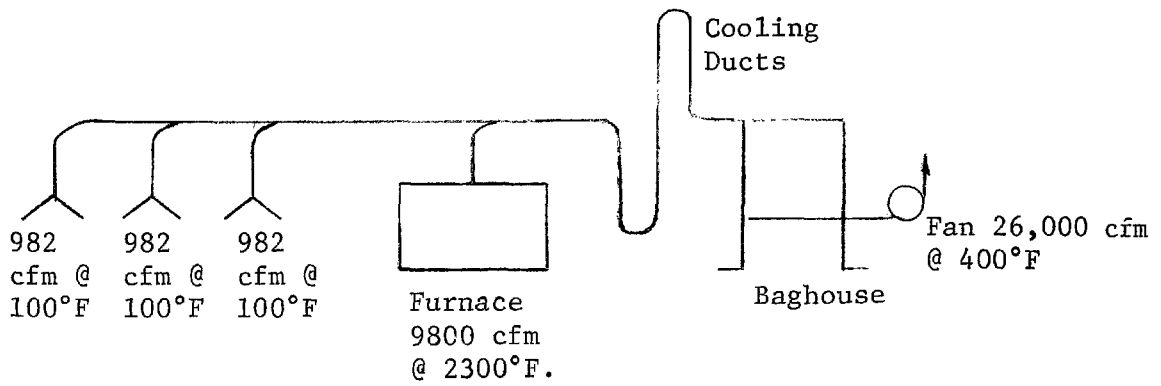 Cooling
Ducts
982
cfm @
100°F
982
cfm @
100°F
982
cfm @
100°F
Furnace
9800 cfm
@ 2300°F.
Baghouse
Fan 26,000 cfm
@ 400°F